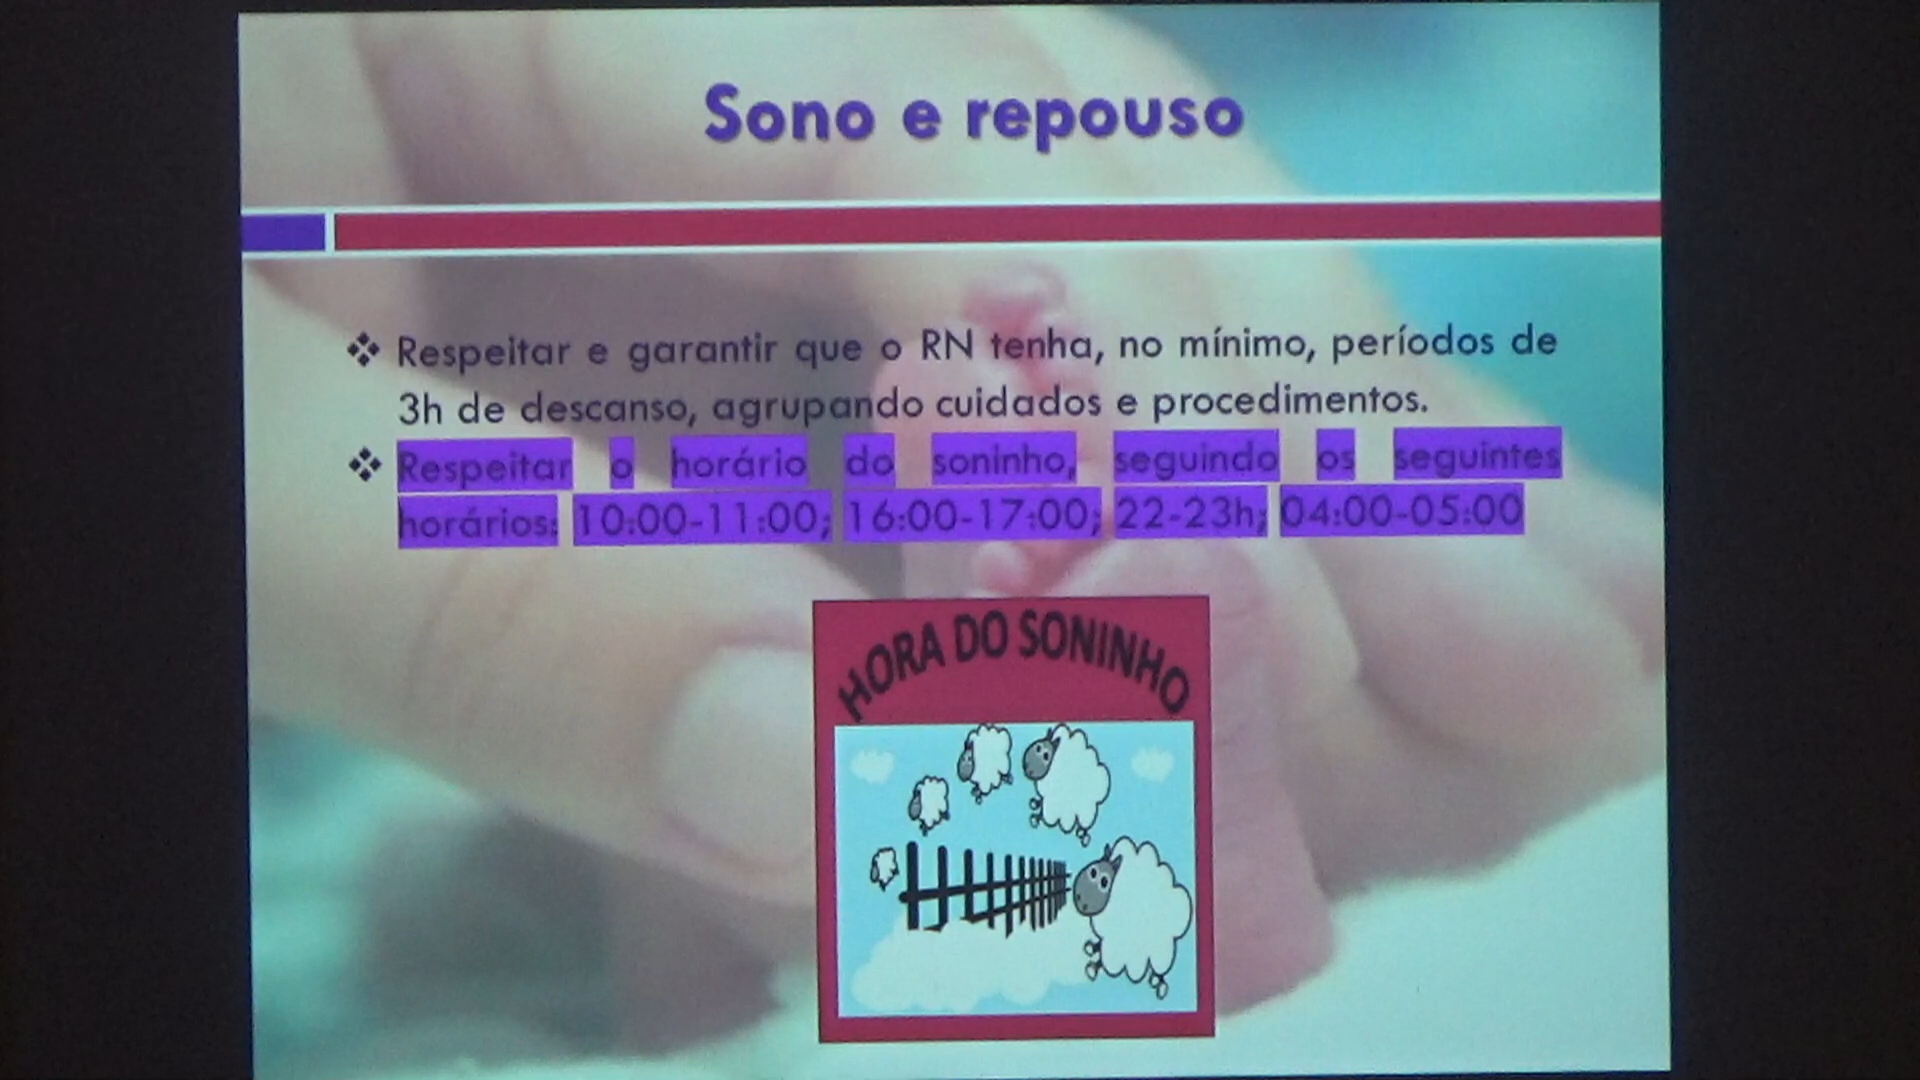 Sono e repouso
❖ Respeitar e garantir que o RN tenha, no mínimo, períodos de
3h de descanso, agrupando cuidados e procedimentos.
❖ Respeitar o horário do soninho, seguindo os seguintes
horários: 10:00-11:00; 16:00-17:00; 22-23h; 04:00-05:00
HORA DO SONINHO